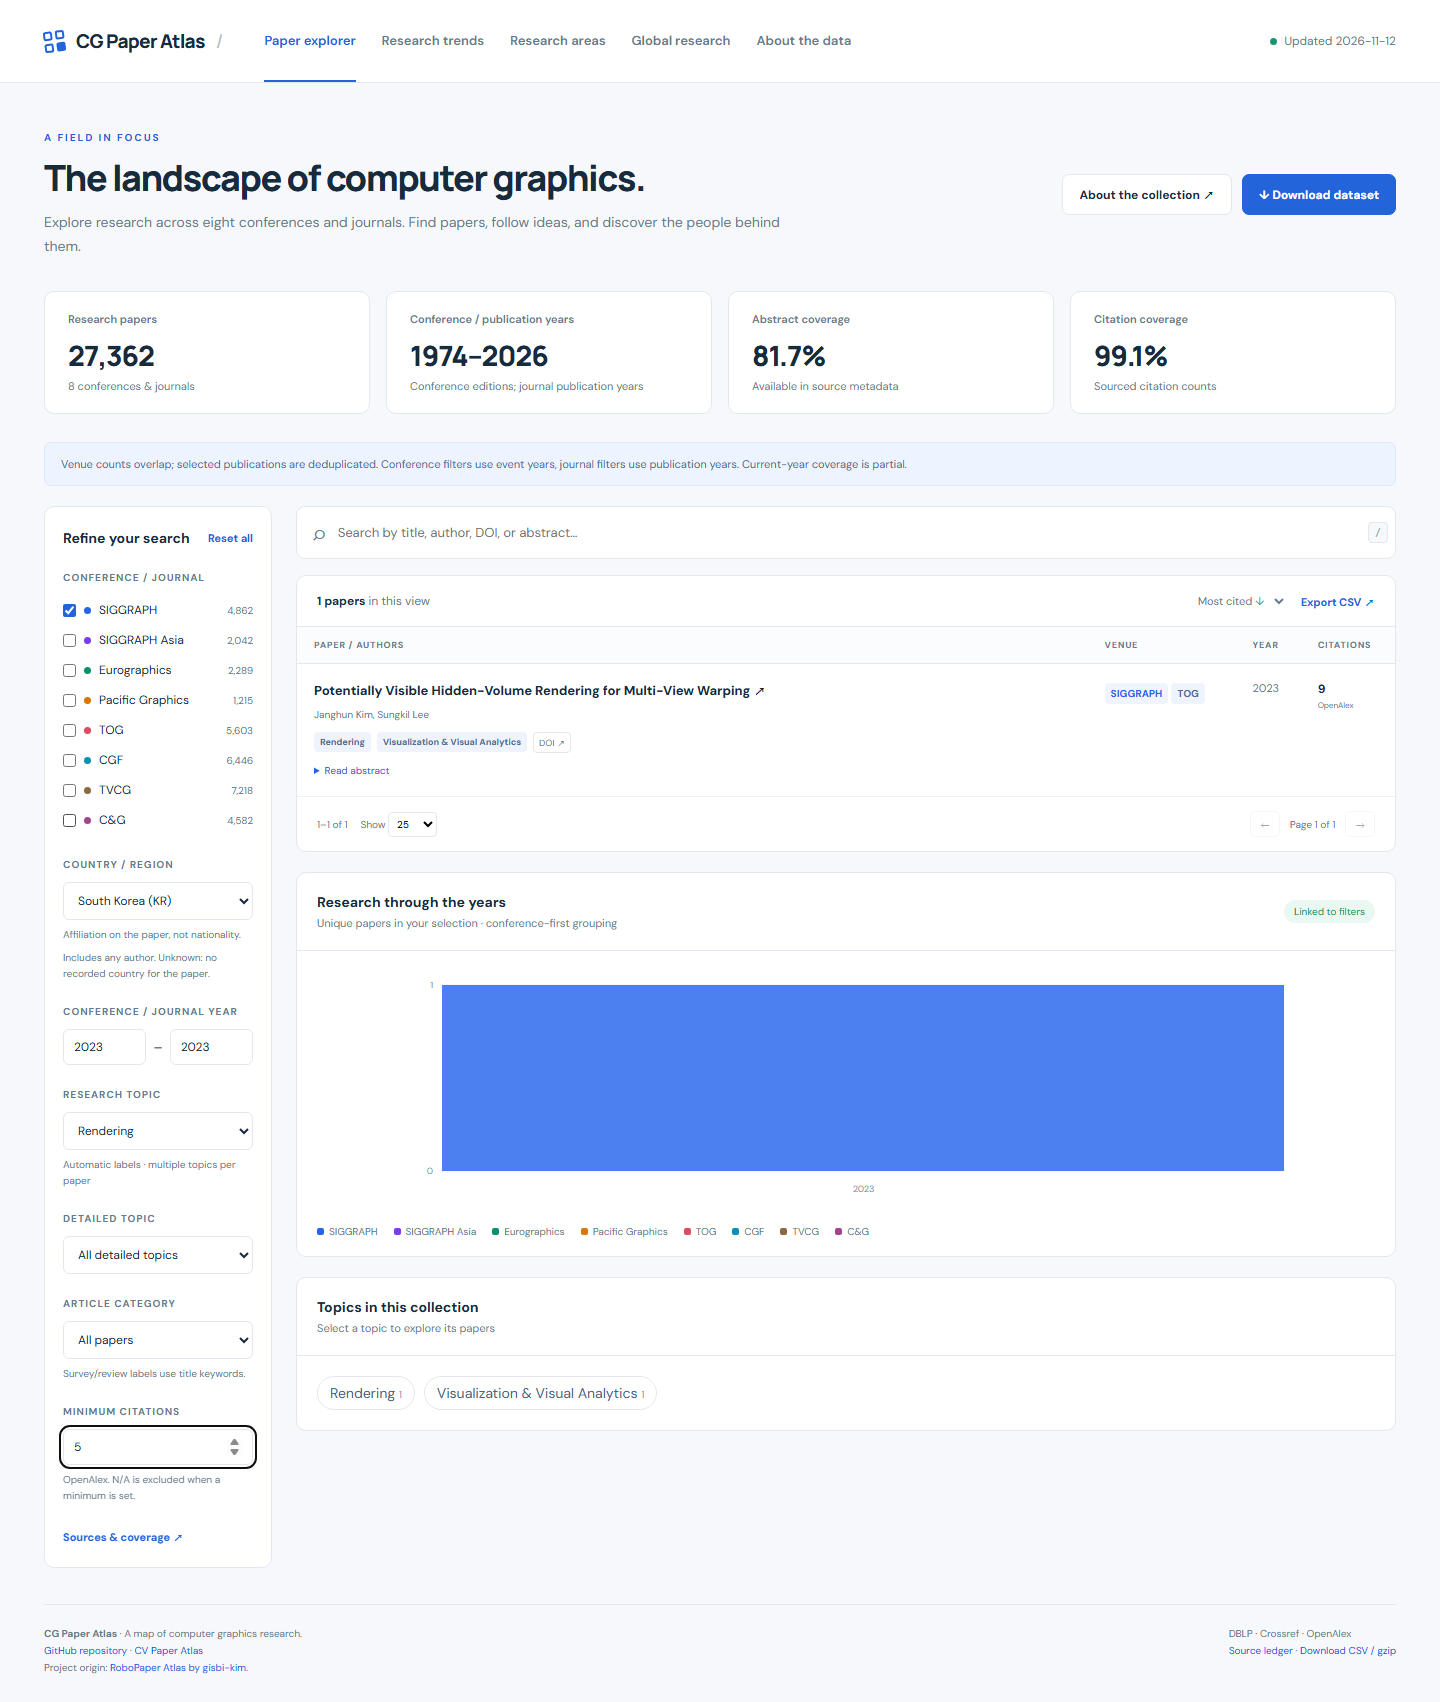 CG Paper Atlas /
Paper explorer
Research trends
Research areas
Global research
About the data
Updated 2026-11-12
A FIELD IN FOCUS
The landscape of computer graphics.
Explore research across eight conferences and journals. Find papers, follow ideas, and discover the people behind
them.
About the collection ↗
↓ Download dataset
Research papers
27,362
8 conferences & journals
Conference / publication years
1974–2026
Conference editions; journal publication years
Abstract coverage
81.7%
Available in source metadata
Citation coverage
99.1%
Sourced citation counts
Venue counts overlap; selected publications are deduplicated. Conference filters use event years, journal filters use publication years. Current-year coverage is partial.
Refine your search
Reset all
CONFERENCE / JOURNAL
SIGGRAPH 4,862
SIGGRAPH Asia 2,042
Eurographics 2,289
Pacific Graphics 1,215
TOG 5,603
CGF 6,446
TVCG 7,218
C&G 4,582
COUNTRY / REGION
South Korea (KR)
Affiliation on the paper, not nationality.
Includes any author. Unknown: no
recorded country for the paper.
CONFERENCE / JOURNAL YEAR
2023 – 2023
RESEARCH TOPIC
Rendering
Automatic labels · multiple topics per
paper
DETAILED TOPIC
All detailed topics
ARTICLE CATEGORY
All papers
Survey/review labels use title keywords.
MINIMUM CITATIONS
5
OpenAlex. N/A is excluded when a
minimum is set.
Sources & coverage ↗
Search by title, author, DOI, or abstract...
/
1 papers in this view
Most cited ↓
Export CSV ↗
PAPER / AUTHORS VENUE YEAR CITATIONS
Potentially Visible Hidden-Volume Rendering for Multi-View Warping ↗
SIGGRAPH TOG 2023 9
OpenAlex
Janghun Kim, Sungkil Lee
Rendering Visualization & Visual Analytics DOI ↗
▶ Read abstract
1–1 of 1 Show 25
← Page 1 of 1 →
Research through the years
Unique papers in your selection · conference-first grouping
Linked to filters
1
0
2023
SIGGRAPH SIGGRAPH Asia Eurographics Pacific Graphics TOG CGF TVCG C&G
Topics in this collection
Select a topic to explore its papers
Rendering 1
Visualization & Visual Analytics 1
CG Paper Atlas · A map of computer graphics research.
GitHub repository · CV Paper Atlas
Project origin: RoboPaper Atlas by gisbi-kim.
DBLP · Crossref · OpenAlex
Source ledger · Download CSV / gzip